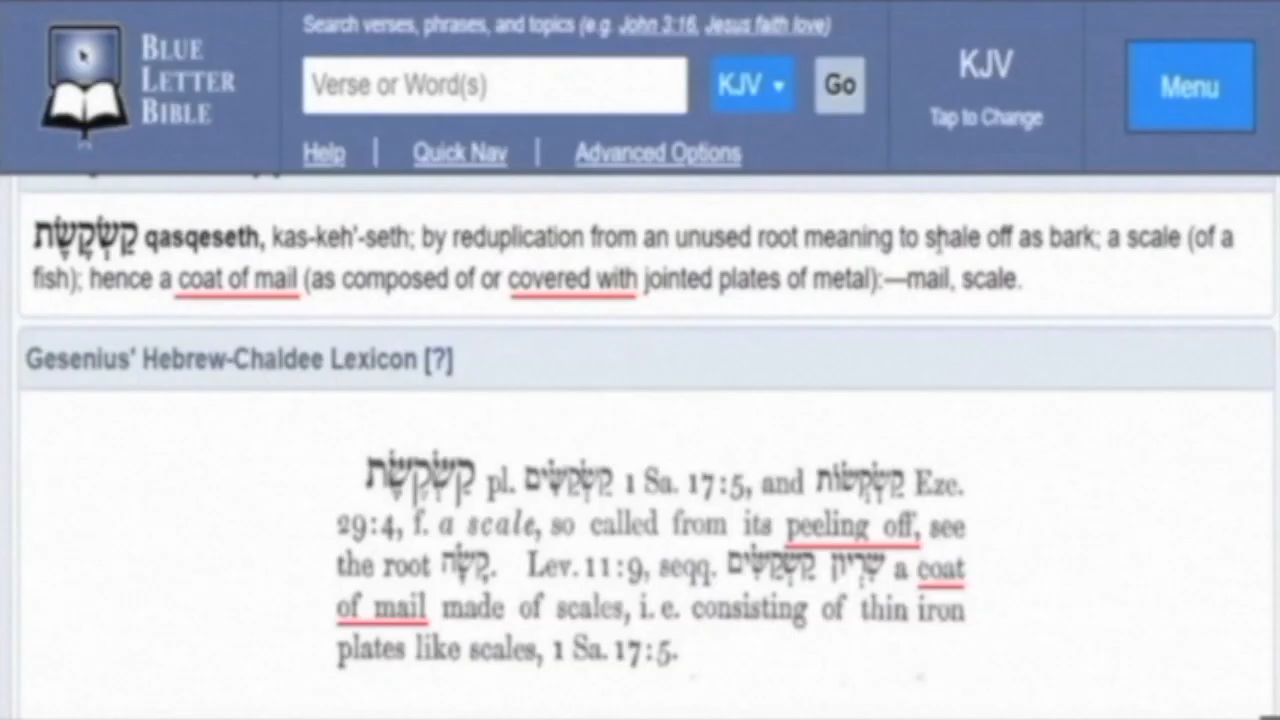 Search verses, phrases, and topics (e.g. John 3:16, Jesus faith love)
BLUE
LETTER
BIBLE
Verse or Word(s)
KJV
Go
KJV
Tap to Change
Menu
Help | Quick Nav | Advanced Options
קַשְׂקֶשֶׂת qasqeseth, kas-keh'-seth; by reduplication from an unused root meaning to shale off as bark; a scale (of a
fish); hence a coat of mail (as composed of or covered with jointed plates of metal):—mail, scale.
Gesenius' Hebrew-Chaldee Lexicon [?]
קַשְׂקֶשֶׂת pl. קַשְׂקַשִּׂים 1 Sa. 17:5, and קַשְׂקְשׂוֹת Eze.
29:4, f. a scale, so called from its peeling off, see
the root קָשָׂה. Lev. 11:9, seqq. שִׁרְיוֹן קַשְׂקַשִּׂים a coat
of mail made of scales, i. e. consisting of thin iron
plates like scales, 1 Sa. 17:5.